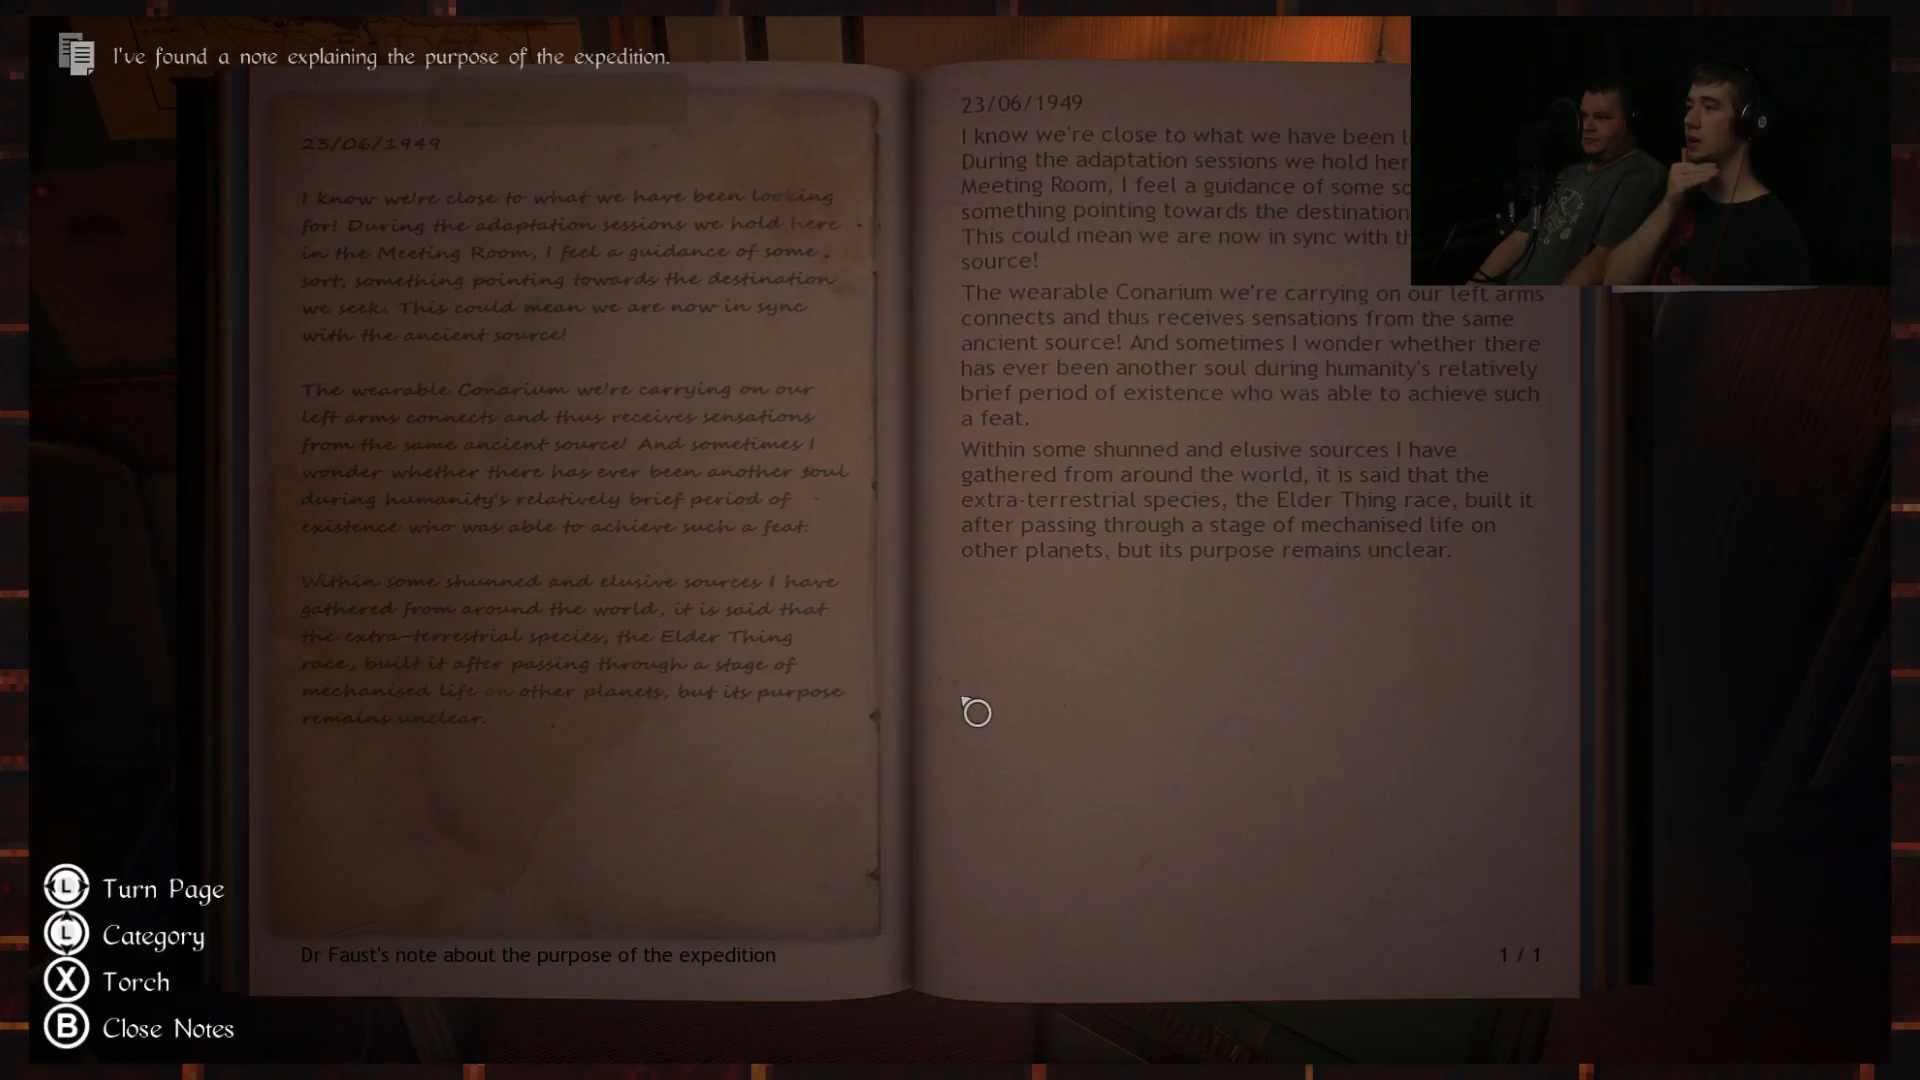 I've found a note explaining the purpose of the expedition.
23/06/1949
I know we're close to what we have been looking
for! During the adaptation sessions we hold here
in the Meeting Room, I feel a guidance of some
sort, something pointing towards the destination
we seek. This could mean we are now in sync
with the ancient source!
The wearable Conarium we're carrying on our
left arms connects and thus receives sensations
from the same ancient source! And sometimes I
wonder whether there has ever been another soul
during humanity's relatively brief period of
existence who was able to achieve such a feat.
Within some shunned and elusive sources I have
gathered from around the world, it is said that
the extra-terrestrial species, the Elder Thing
race, built it after passing through a stage of
mechanised life on other planets, but its purpose
remains unclear.
Dr Faust's note about the purpose of the expedition
23/06/1949
I know we're close to what we have been
During the adaptation sessions we hold
Meeting Room, I feel a guidance of some
something pointing towards the destination
This could mean we are now in sync with
source!
The wearable Conarium we're carrying on our left arms
connects and thus receives sensations from the same
ancient source! And sometimes I wonder whether there
has ever been another soul during humanity's relatively
brief period of existence who was able to achieve such
a feat.
Within some shunned and elusive sources I have
gathered from around the world, it is said that the
extra-terrestrial species, the Elder Thing race, built it
after passing through a stage of mechanised life on
other planets, but its purpose remains unclear.
1 / 1
L Turn Page
L Category
X Torch
B Close Notes